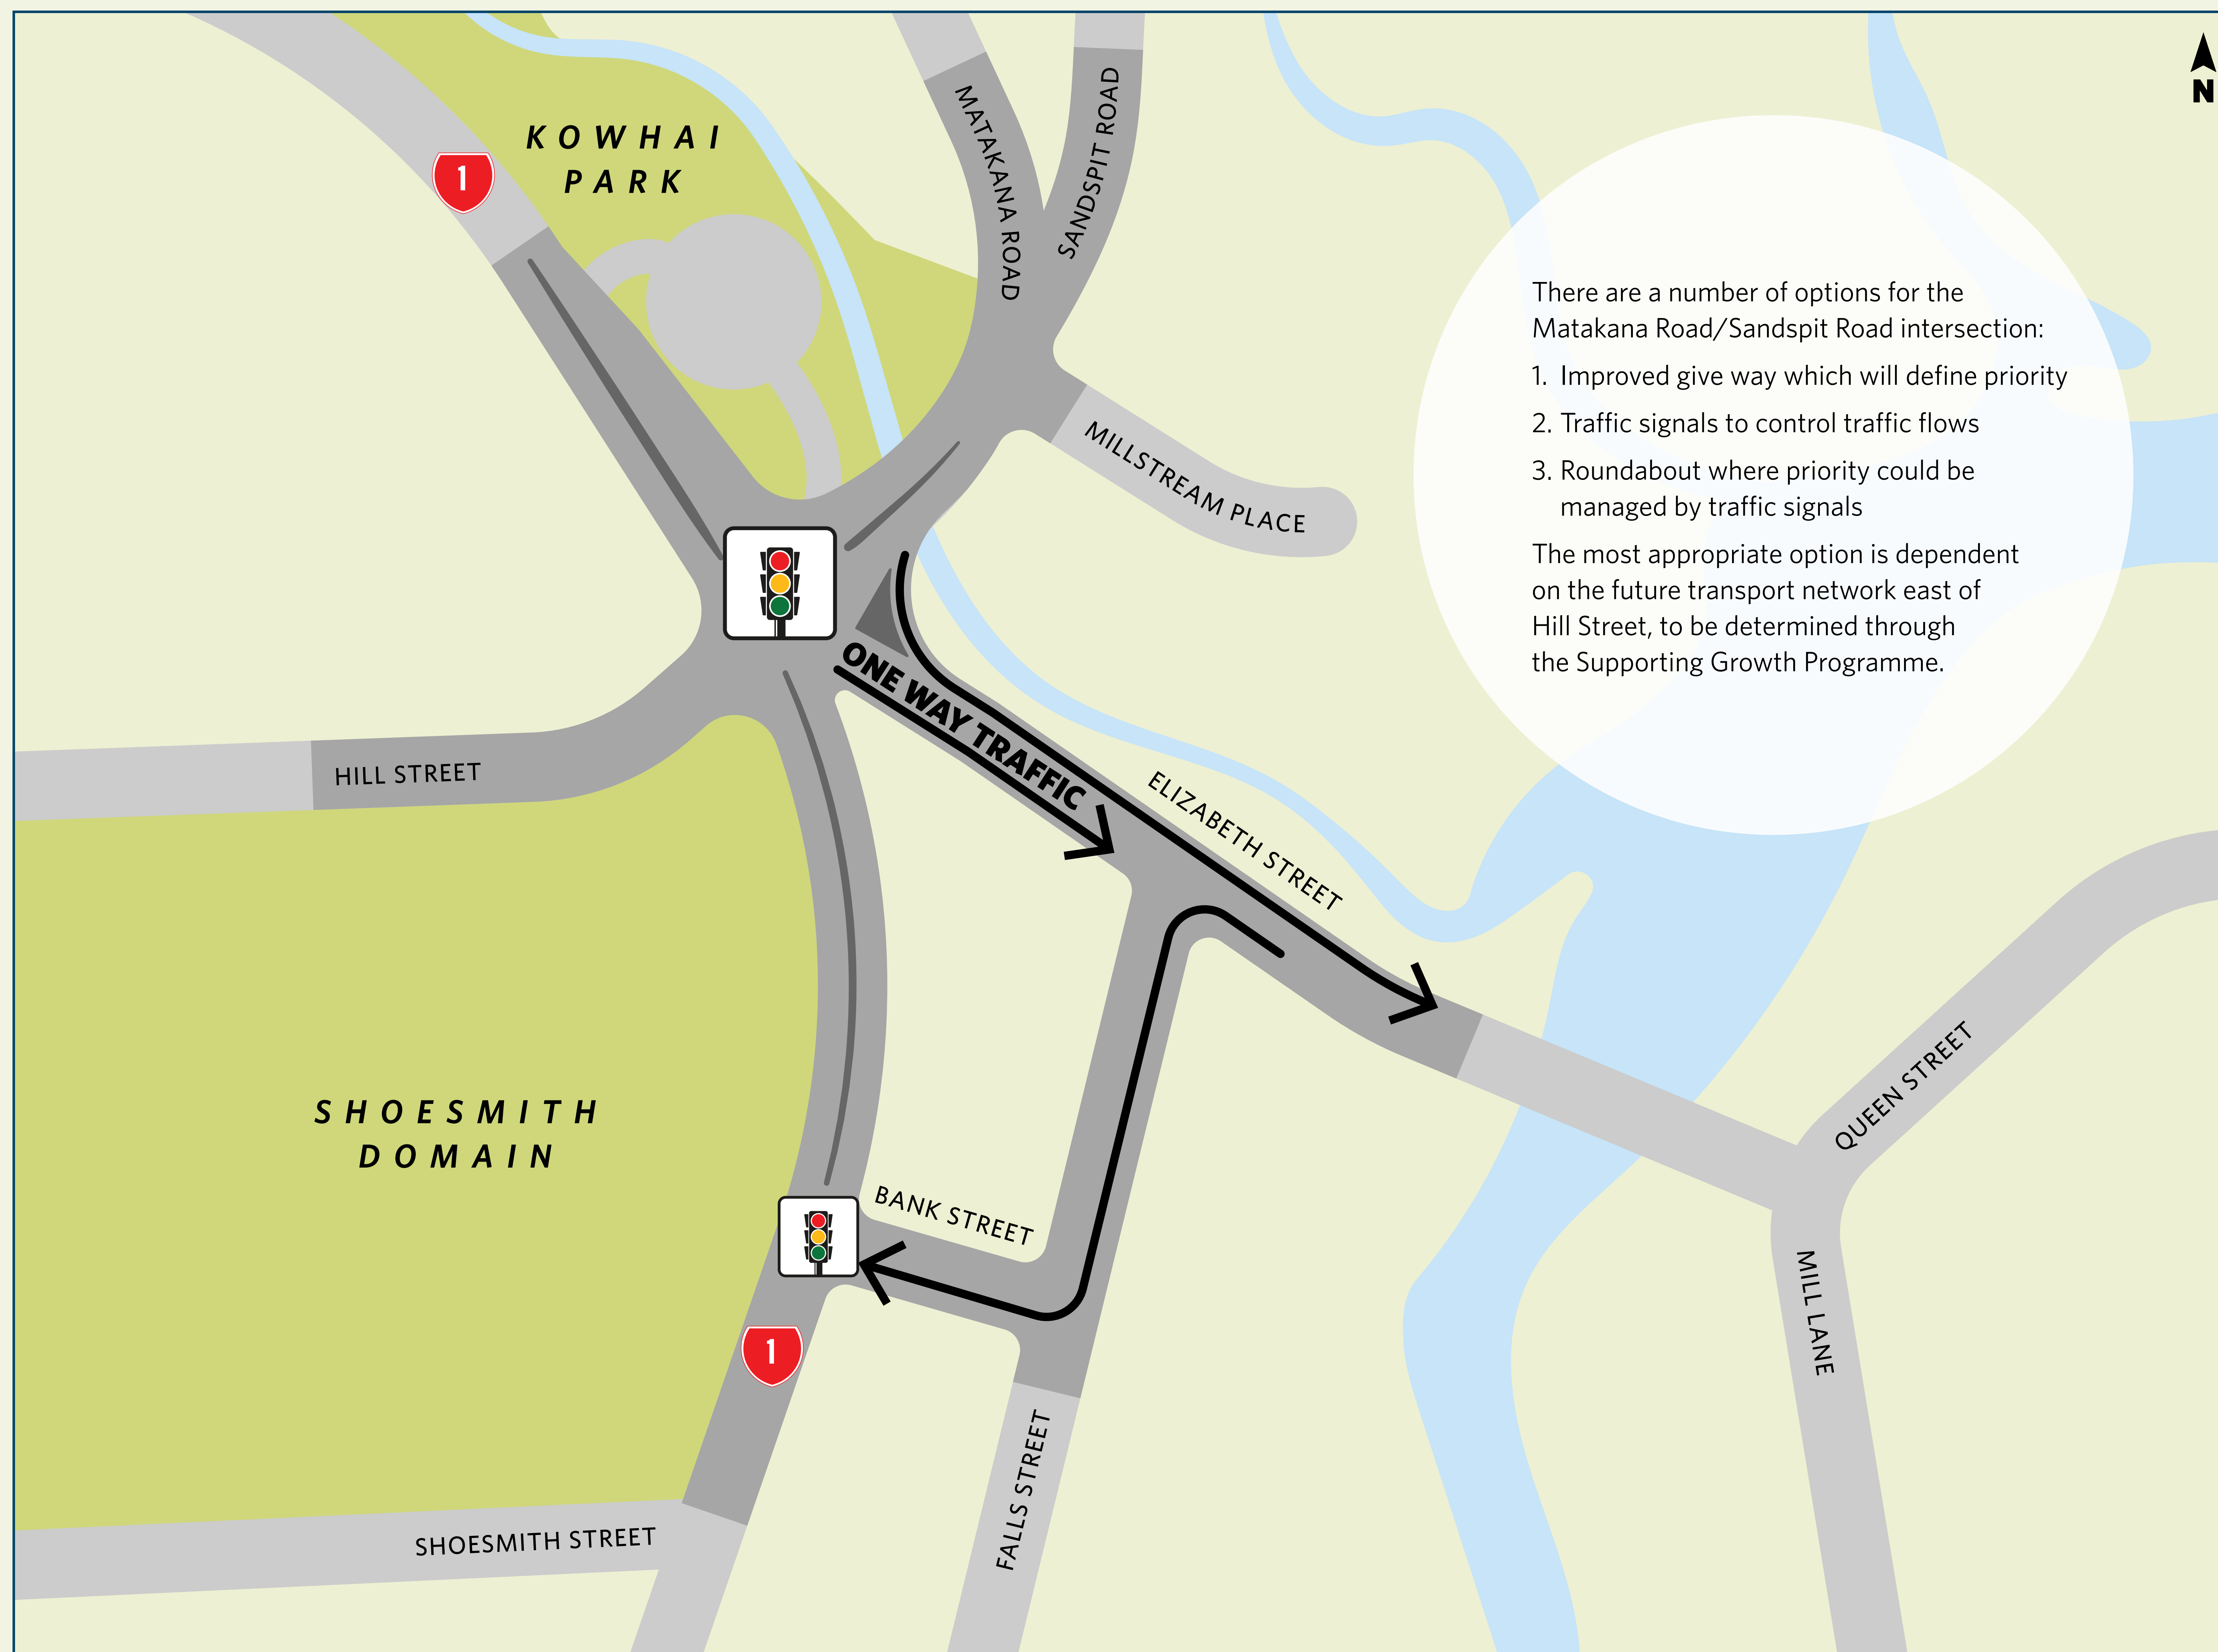 N
KOWHAI
PARK
1
MATAKANA ROAD
SANDSPIT ROAD
MILLSTREAM PLACE
There are a number of options for the
Matakana Road/Sandspit Road intersection:
1. Improved give way which will define priority
2. Traffic signals to control traffic flows
3. Roundabout where priority could be
managed by traffic signals
The most appropriate option is dependent
on the future transport network east of
Hill Street, to be determined through
the Supporting Growth Programme.
ONE WAY TRAFFIC
ELIZABETH STREET
HILL STREET
SHOESMITH
DOMAIN
BANK STREET
QUEEN STREET
MILL LANE
1
FALLS STREET
SHOESMITH STREET